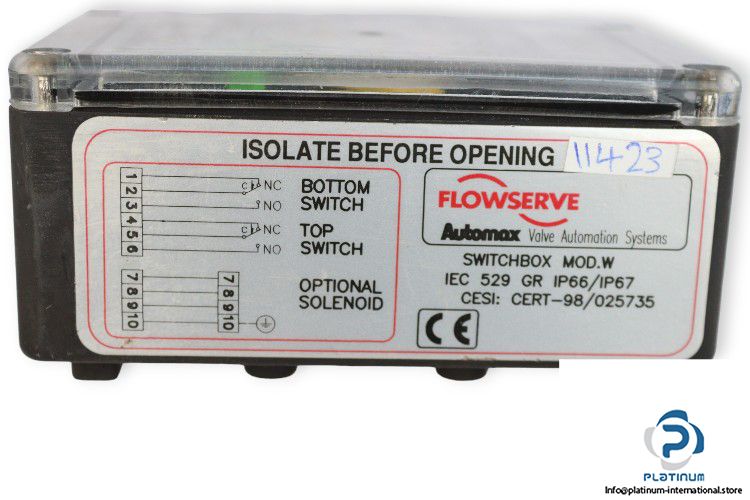 ISOLATE BEFORE OPENING 11423
1
2
3
4
5
6
C NC
NO
C NC
NO
BOTTOM
SWITCH
TOP
SWITCH
7 7
8 8
9 9
10 10
OPTIONAL
SOLENOID
FLOWSERVE
Automax Valve Automation Systems
SWITCHBOX MOD.W
IEC 529 GR IP66/IP67
CESI: CERT-98/025735
CE
PLATINUM
Info@platinum-international.store